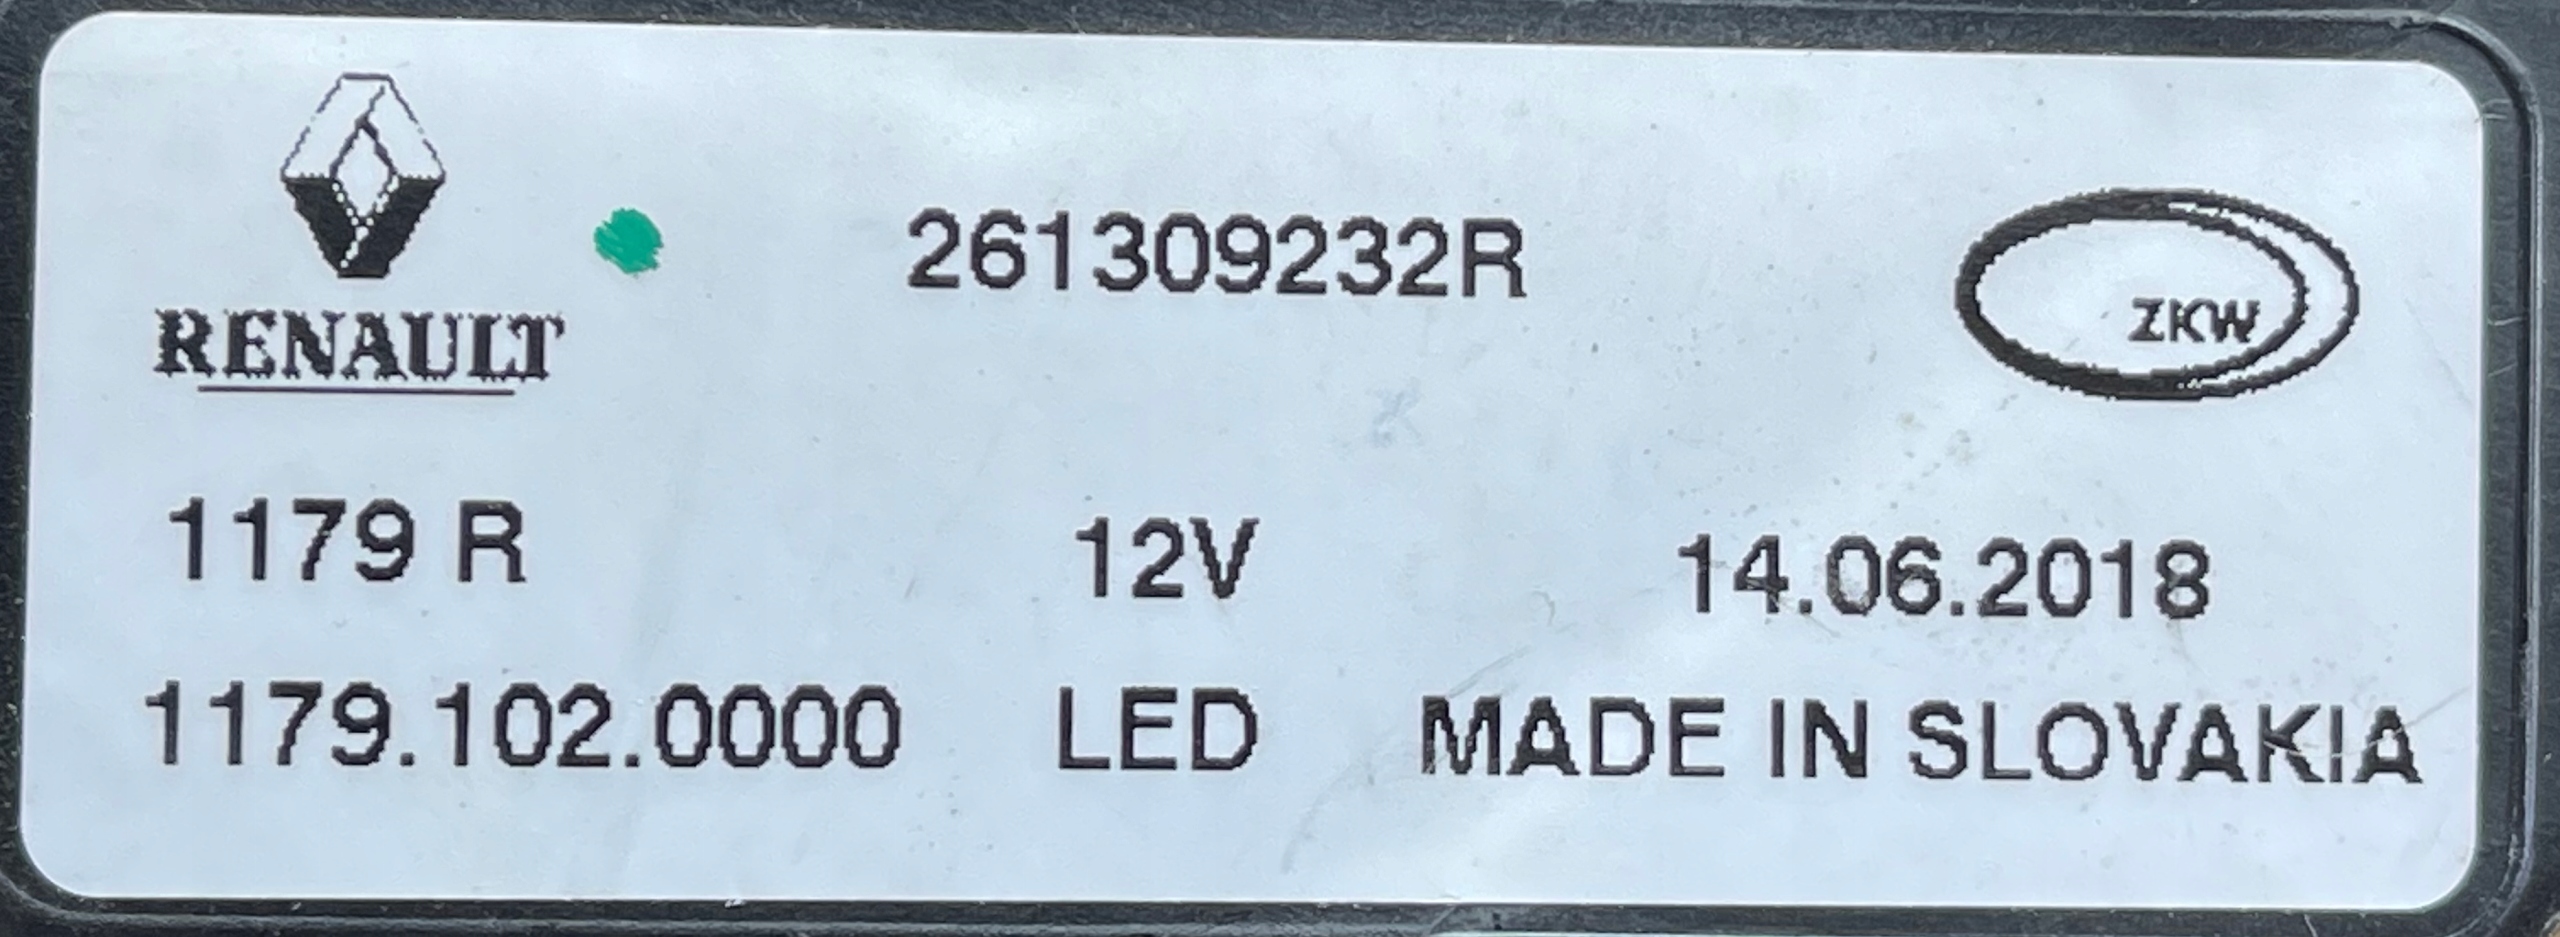 261309232R
RENAULT
ZKW
1179 R 12V 14.06.2018
1179.102.0000 LED MADE IN SLOVAKIA